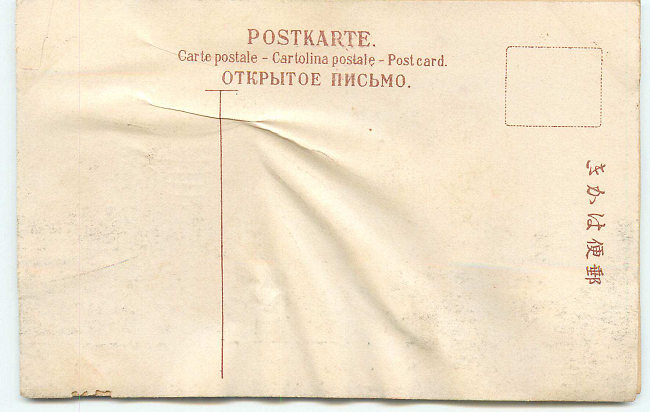 POSTKARTE.
Carte postale – Cartolina postale – Post card.
ОТКРЫТОЕ ПИСЬМО.
きかは便郵